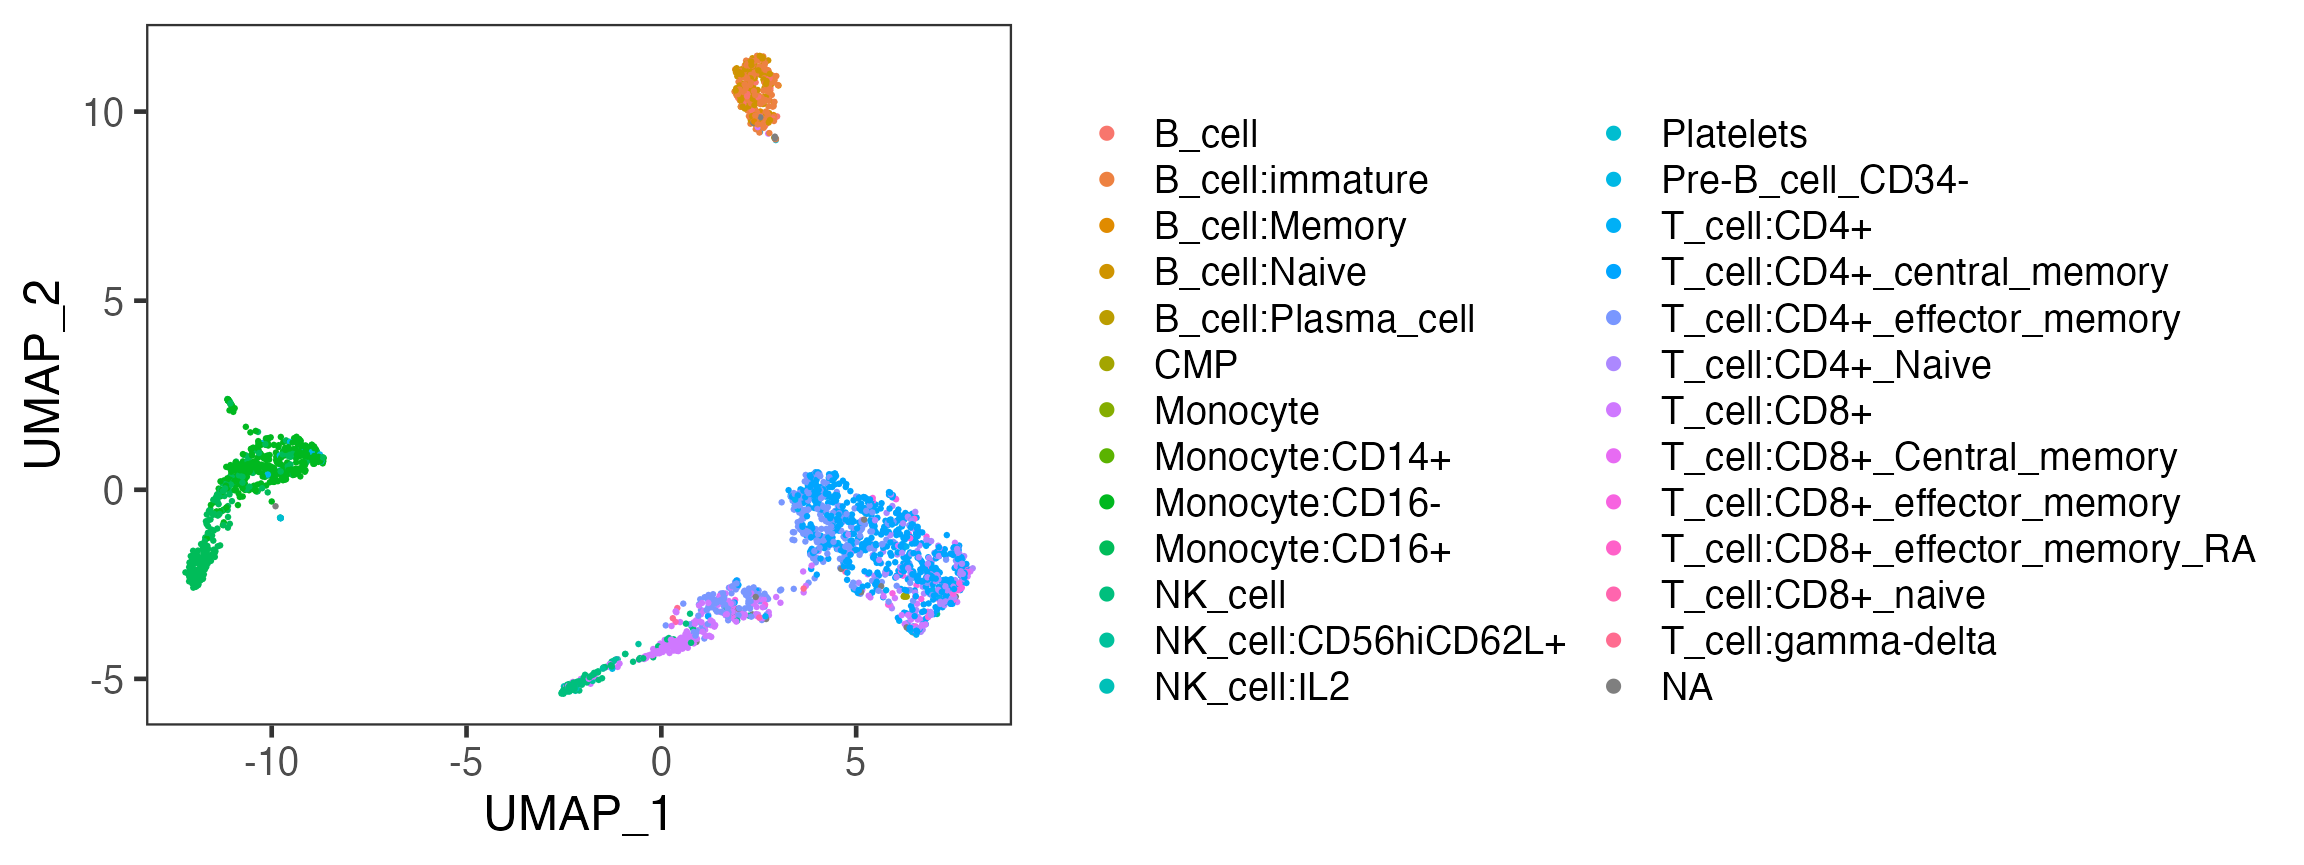 10
5
0
-5
UMAP_2
-10
-5
0
5
UMAP_1
B_cell
B_cell:immature
B_cell:Memory
B_cell:Naive
B_cell:Plasma_cell
CMP
Monocyte
Monocyte:CD14+
Monocyte:CD16-
Monocyte:CD16+
NK_cell
NK_cell:CD56hiCD62L+
NK_cell:IL2
Platelets
Pre-B_cell_CD34-
T_cell:CD4+
T_cell:CD4+_central_memory
T_cell:CD4+_effector_memory
T_cell:CD4+_Naive
T_cell:CD8+
T_cell:CD8+_Central_memory
T_cell:CD8+_effector_memory
T_cell:CD8+_effector_memory_RA
T_cell:CD8+_naive
T_cell:gamma-delta
NA